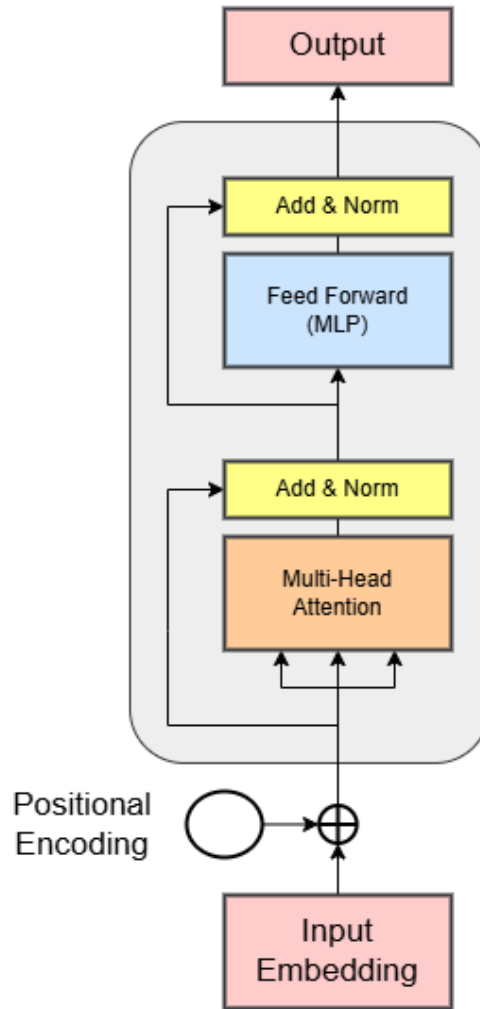 Output
Add & Norm
Feed Forward
(MLP)
Add & Norm
Multi-Head
Attention
Positional
Encoding
Input
Embedding